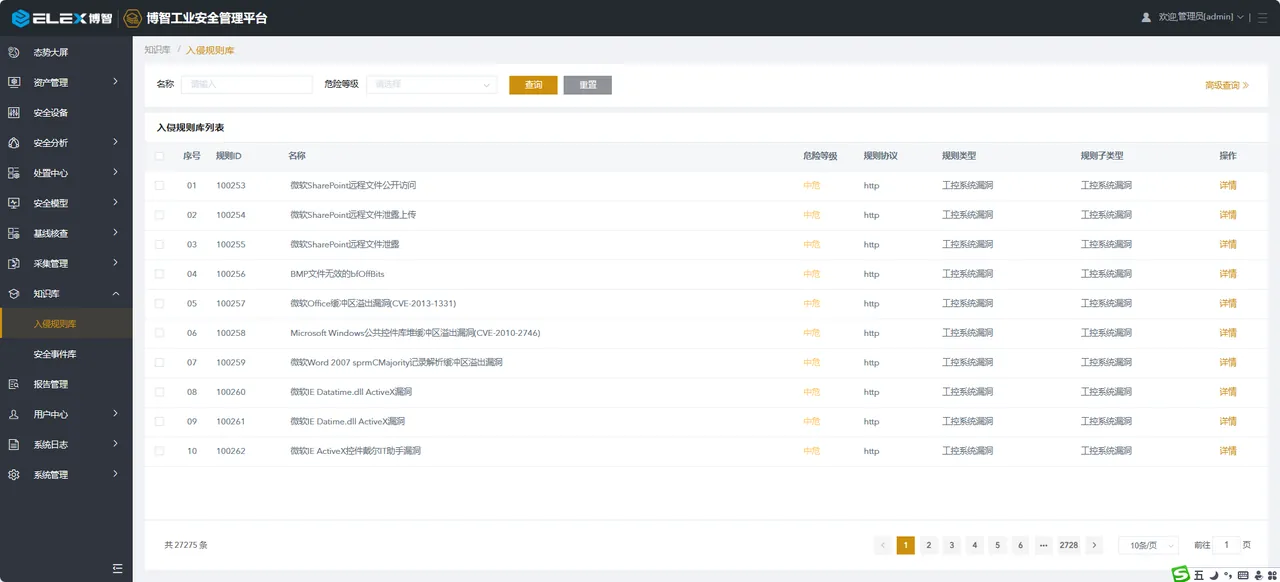 ELEX博智 博智工业安全管理平台 欢迎,管理员[admin]
态势大屏
资产管理
安全设备
安全分析
处置中心
安全模型
基线核查
采集管理
知识库
入侵规则库
安全事件库
报告管理
用户中心
系统日志
系统管理
知识库 / 入侵规则库
名称 请输入 危险等级 请选择 查询 重置 高级查询
入侵规则库列表
序号 规则ID 名称 危险等级 规则协议 规则类型 规则子类型 操作
01 100253 微软SharePoint远程文件公开访问 中危 http 工控系统漏洞 工控系统漏洞 详情
02 100254 微软SharePoint远程文件泄露上传 中危 http 工控系统漏洞 工控系统漏洞 详情
03 100255 微软SharePoint远程文件泄露 中危 http 工控系统漏洞 工控系统漏洞 详情
04 100256 BMP文件无效的bfOffBits 中危 http 工控系统漏洞 工控系统漏洞 详情
05 100257 微软Office缓冲区溢出漏洞(CVE-2013-1331) 中危 http 工控系统漏洞 工控系统漏洞 详情
06 100258 Microsoft Windows公共控件库堆缓冲区溢出漏洞(CVE-2010-2746) 中危 http 工控系统漏洞 工控系统漏洞 详情
07 100259 微软Word 2007 sprmCMajority记录解析缓冲区溢出漏洞 中危 http 工控系统漏洞 工控系统漏洞 详情
08 100260 微软IE Datatime.dll ActiveX漏洞 中危 http 工控系统漏洞 工控系统漏洞 详情
09 100261 微软IE Datime.dll ActiveX漏洞 中危 http 工控系统漏洞 工控系统漏洞 详情
10 100262 微软IE ActiveX控件戴尔IT助手漏洞 中危 http 工控系统漏洞 工控系统漏洞 详情
共 27275 条 1 2 3 4 5 6 ••• 2728 10条/页 前往 1 页
五